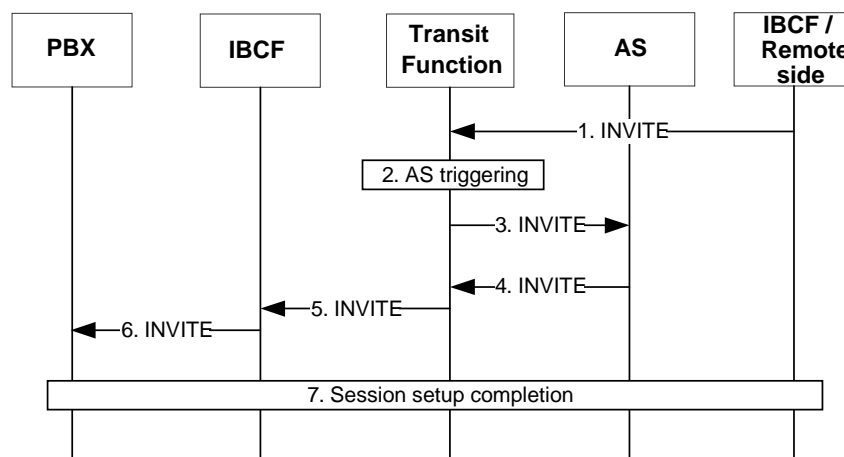 PBX
IBCF
Transit
Function
AS
IBCF /
Remote
side
1. INVITE
2. AS triggering
3. INVITE
4. INVITE
5. INVITE
6. INVITE
7. Session setup completion